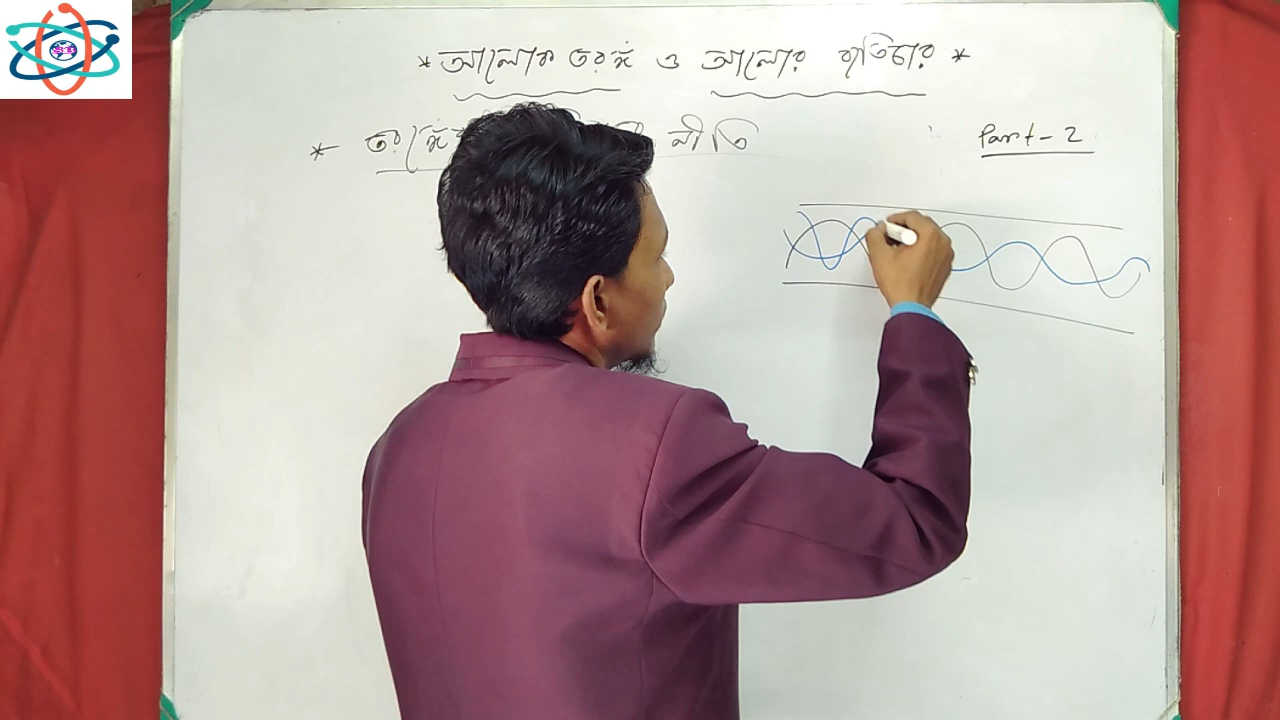 * আলোক তরঙ্গ ও আলোর ব্যতিচার *
* নীতি
Part - 2